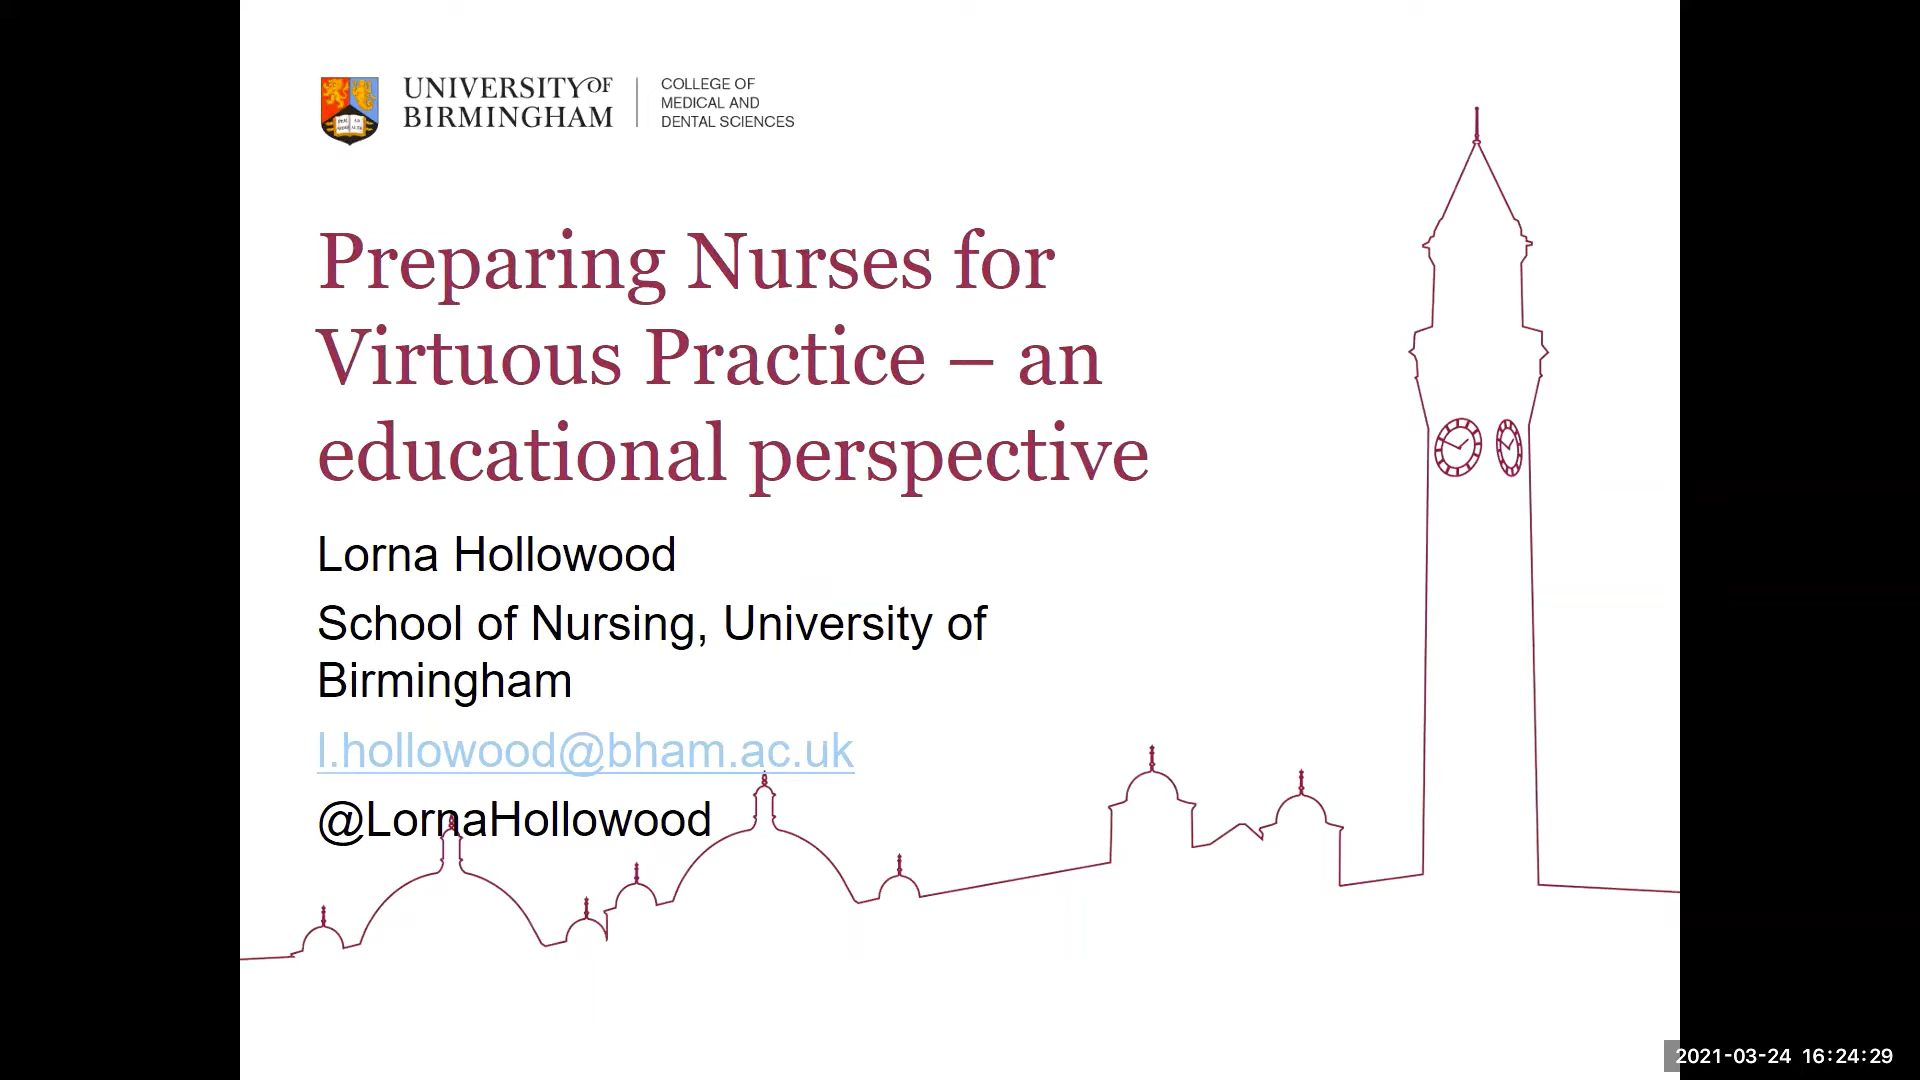 UNIVERSITY OF
BIRMINGHAM
COLLEGE OF
MEDICAL AND
DENTAL SCIENCES
Preparing Nurses for
Virtuous Practice – an
educational perspective
Lorna Hollowood
School of Nursing, University of
Birmingham
l.hollowood@bham.ac.uk
@LornaHollowood
2021-03-24 16:24:29